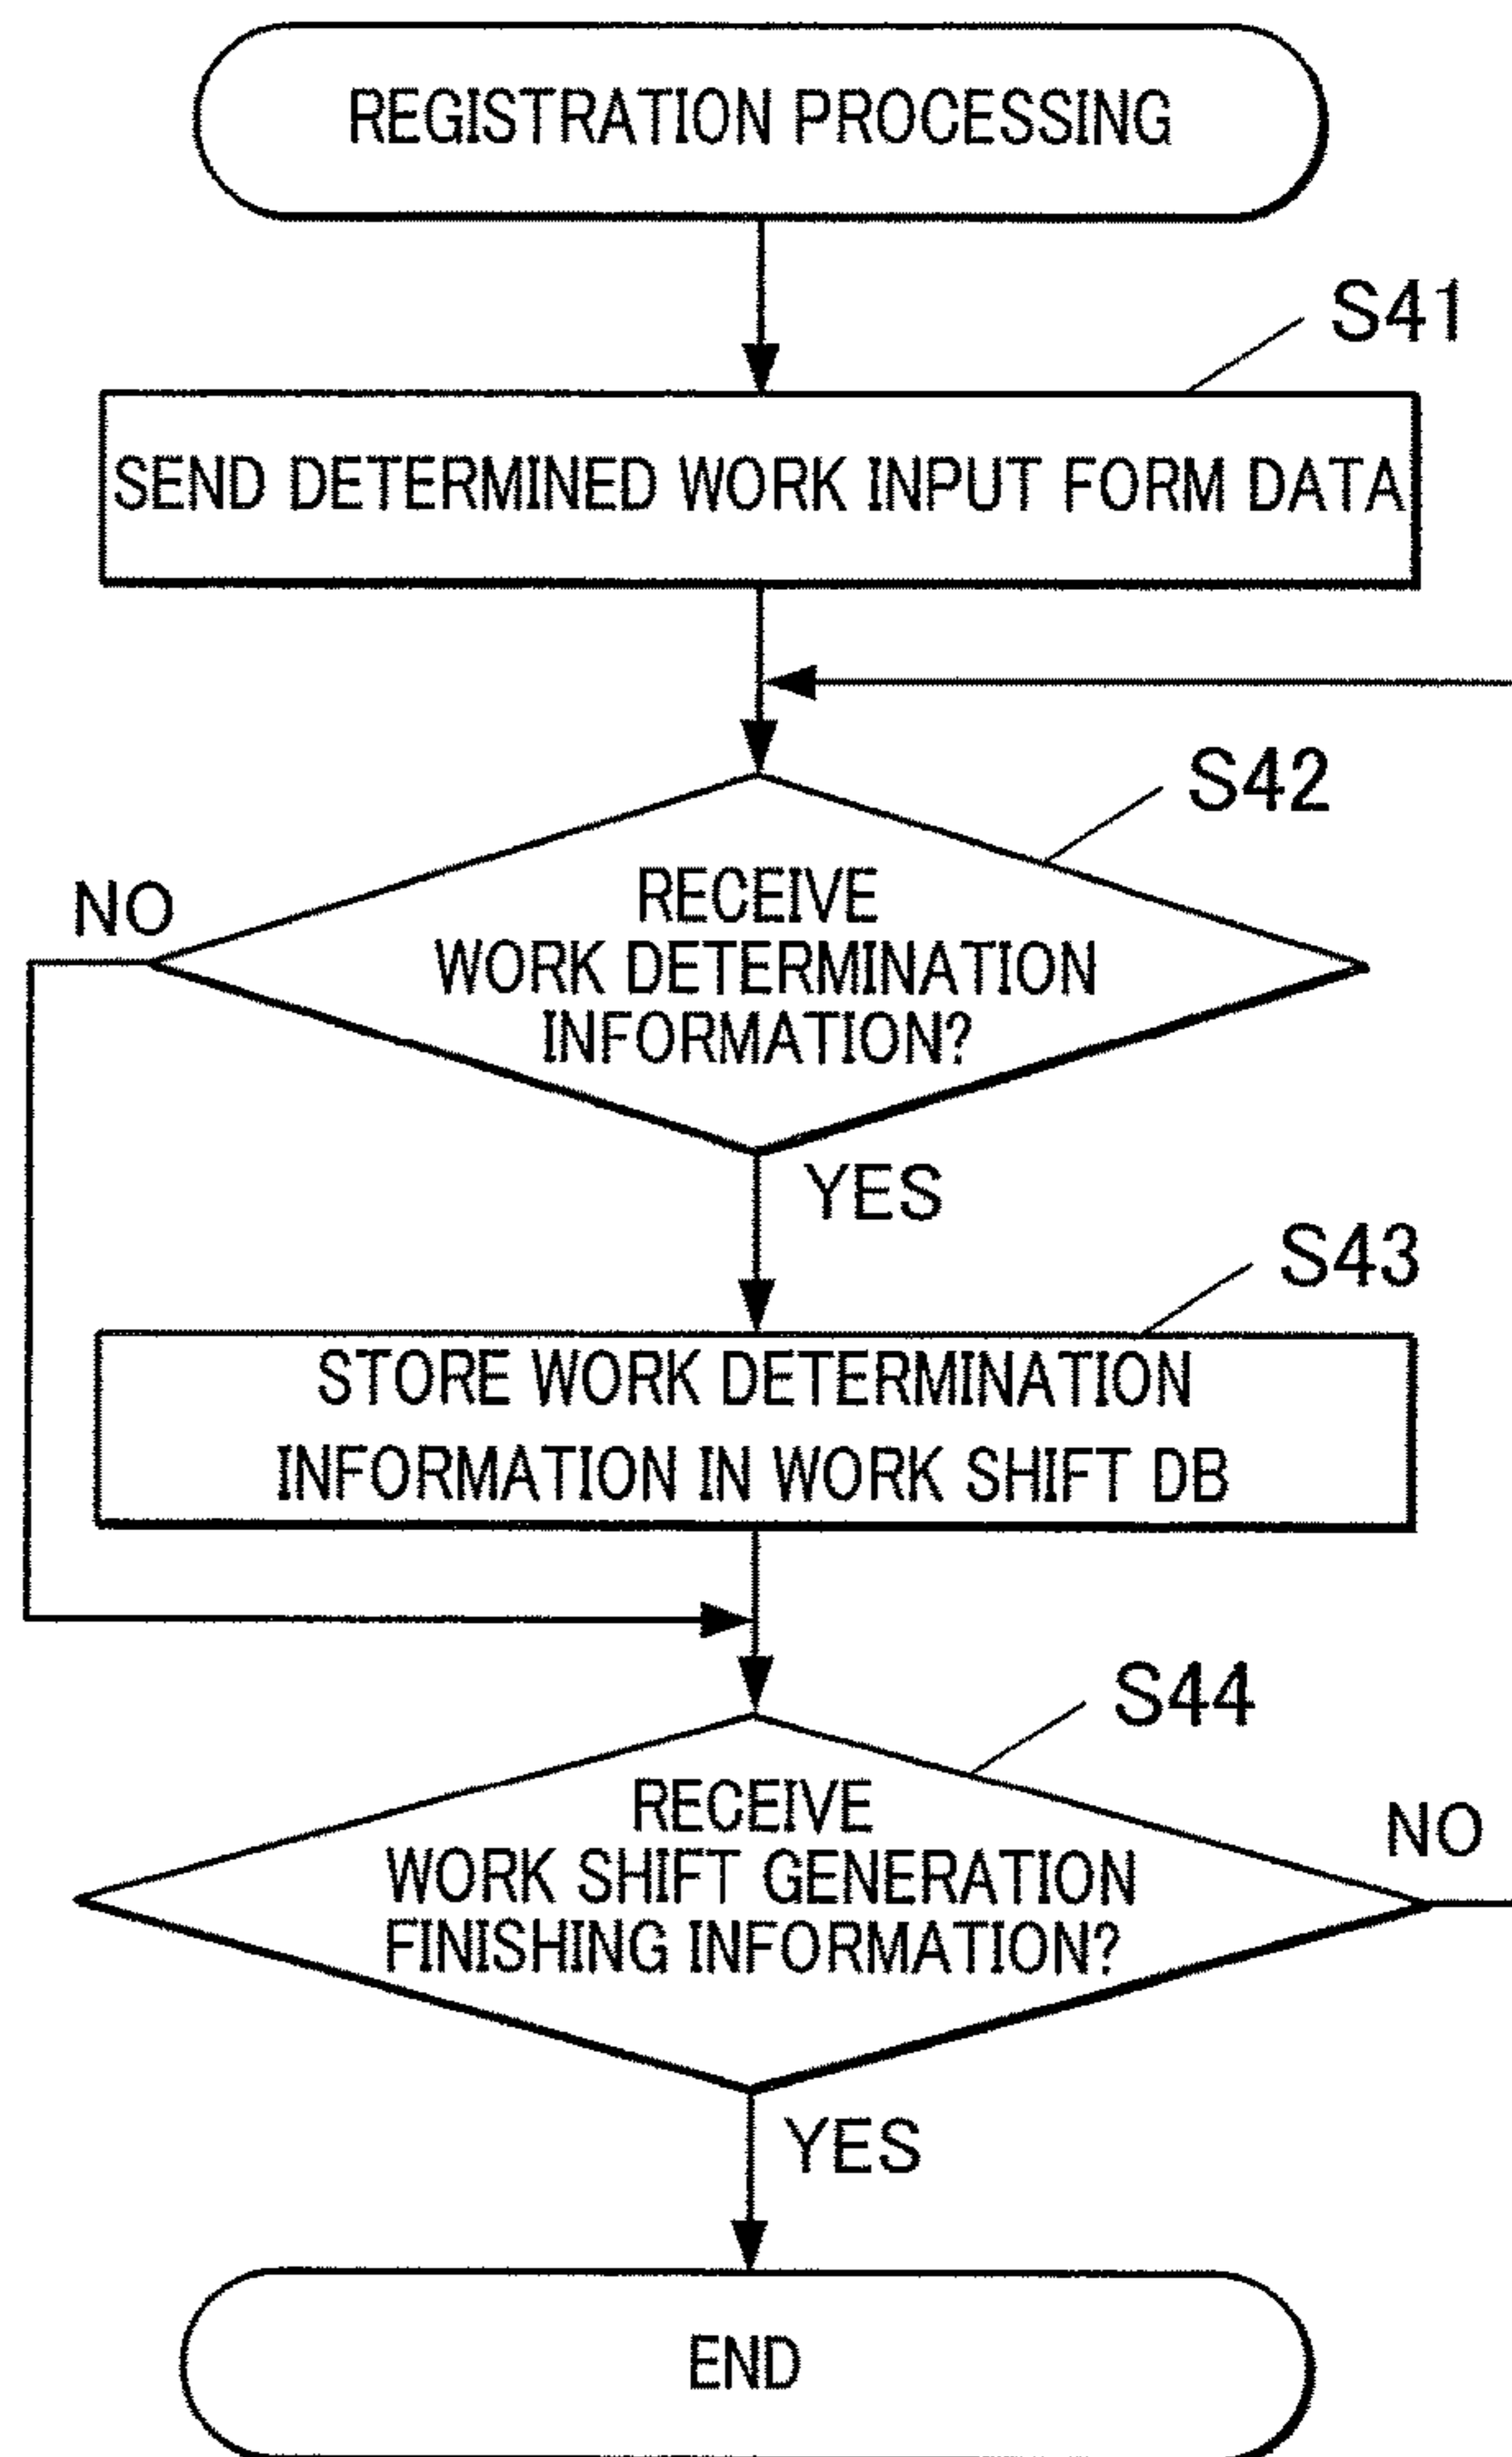 REGISTRATION PROCESSING
S41
SEND DETERMINED WORK INPUT FORM DATA
S42
NO
RECEIVE
WORK DETERMINATION
INFORMATION?
YES
S43
STORE WORK DETERMINATION
INFORMATION IN WORK SHIFT DB
S44
RECEIVE
NO
WORK SHIFT GENERATION
FINISHING INFORMATION?
YES
END